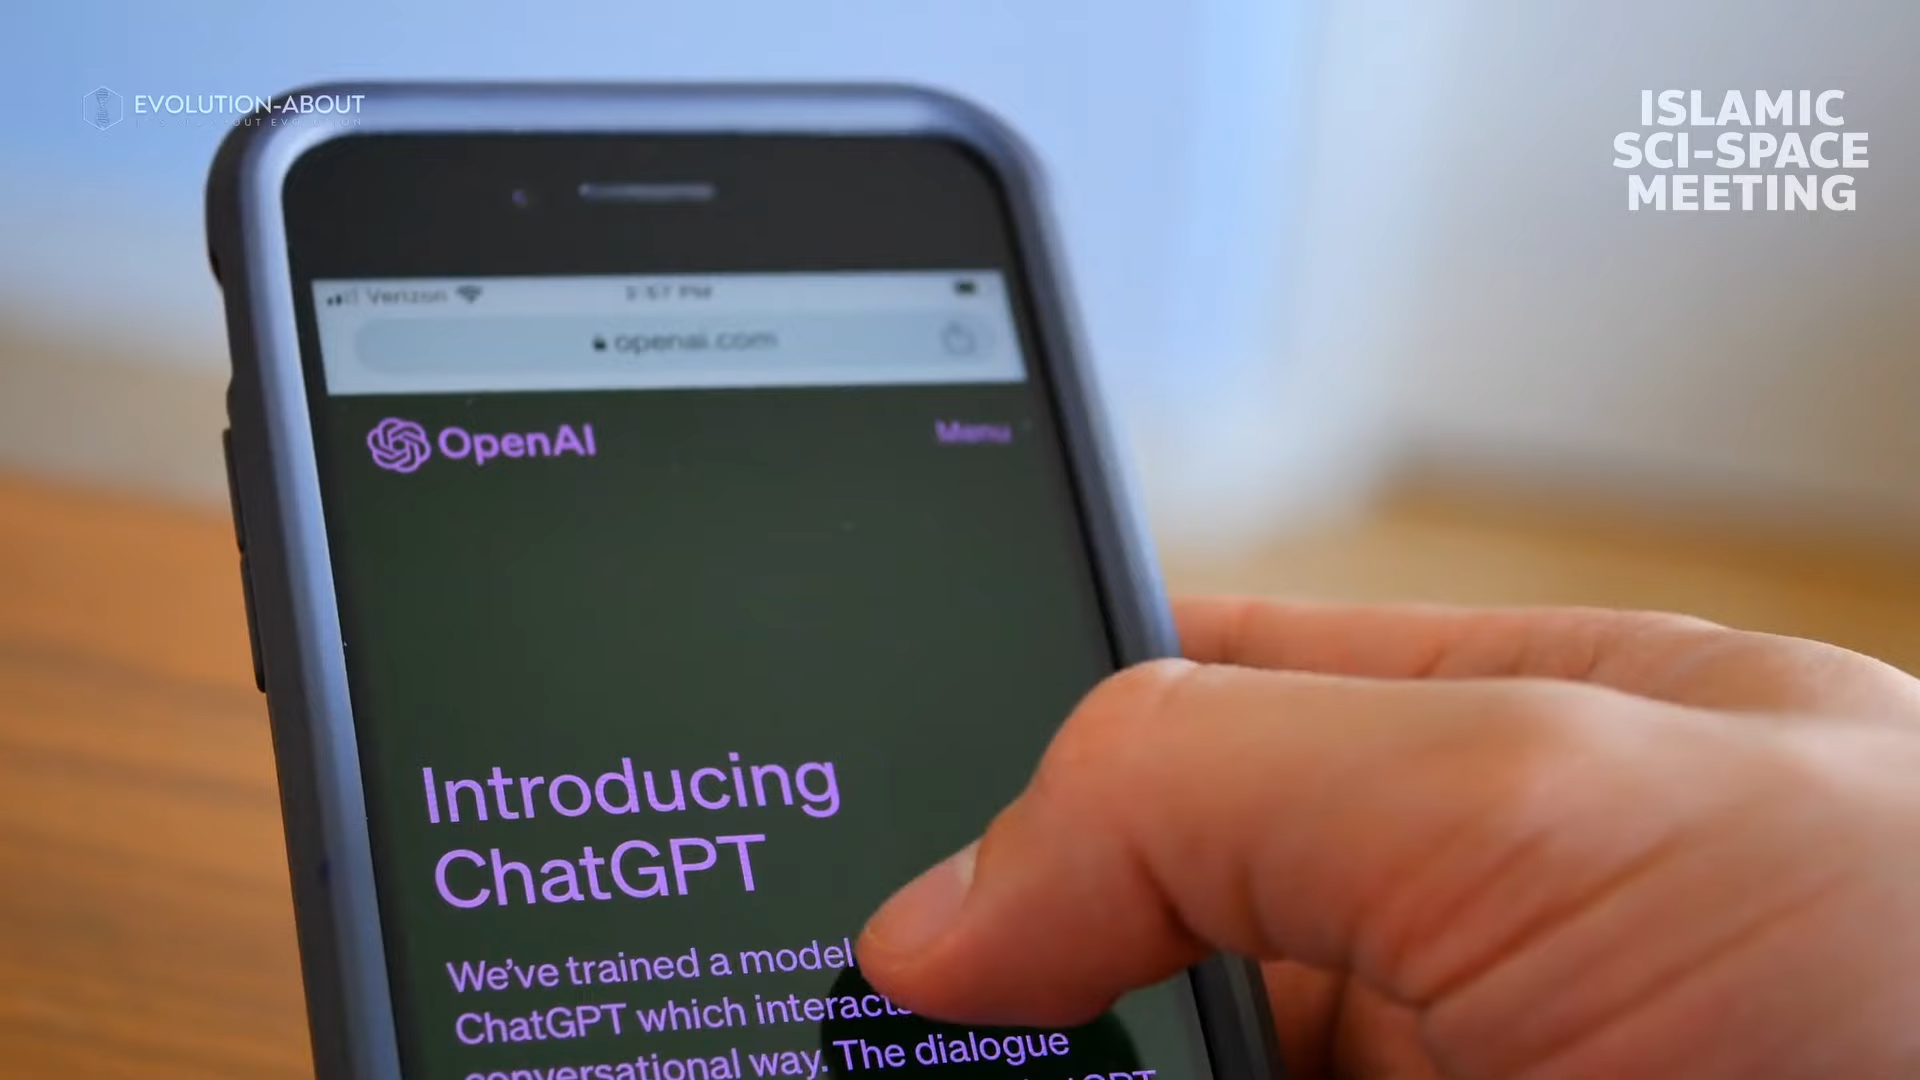 EVOLUTION-ABOUT
ISLAMIC
SCI-SPACE
MEETING
Verizon
openai.com
OpenAI
Menu
Introducing
ChatGPT
We've trained a model
ChatGPT which interacts
conversational way. The dialogue